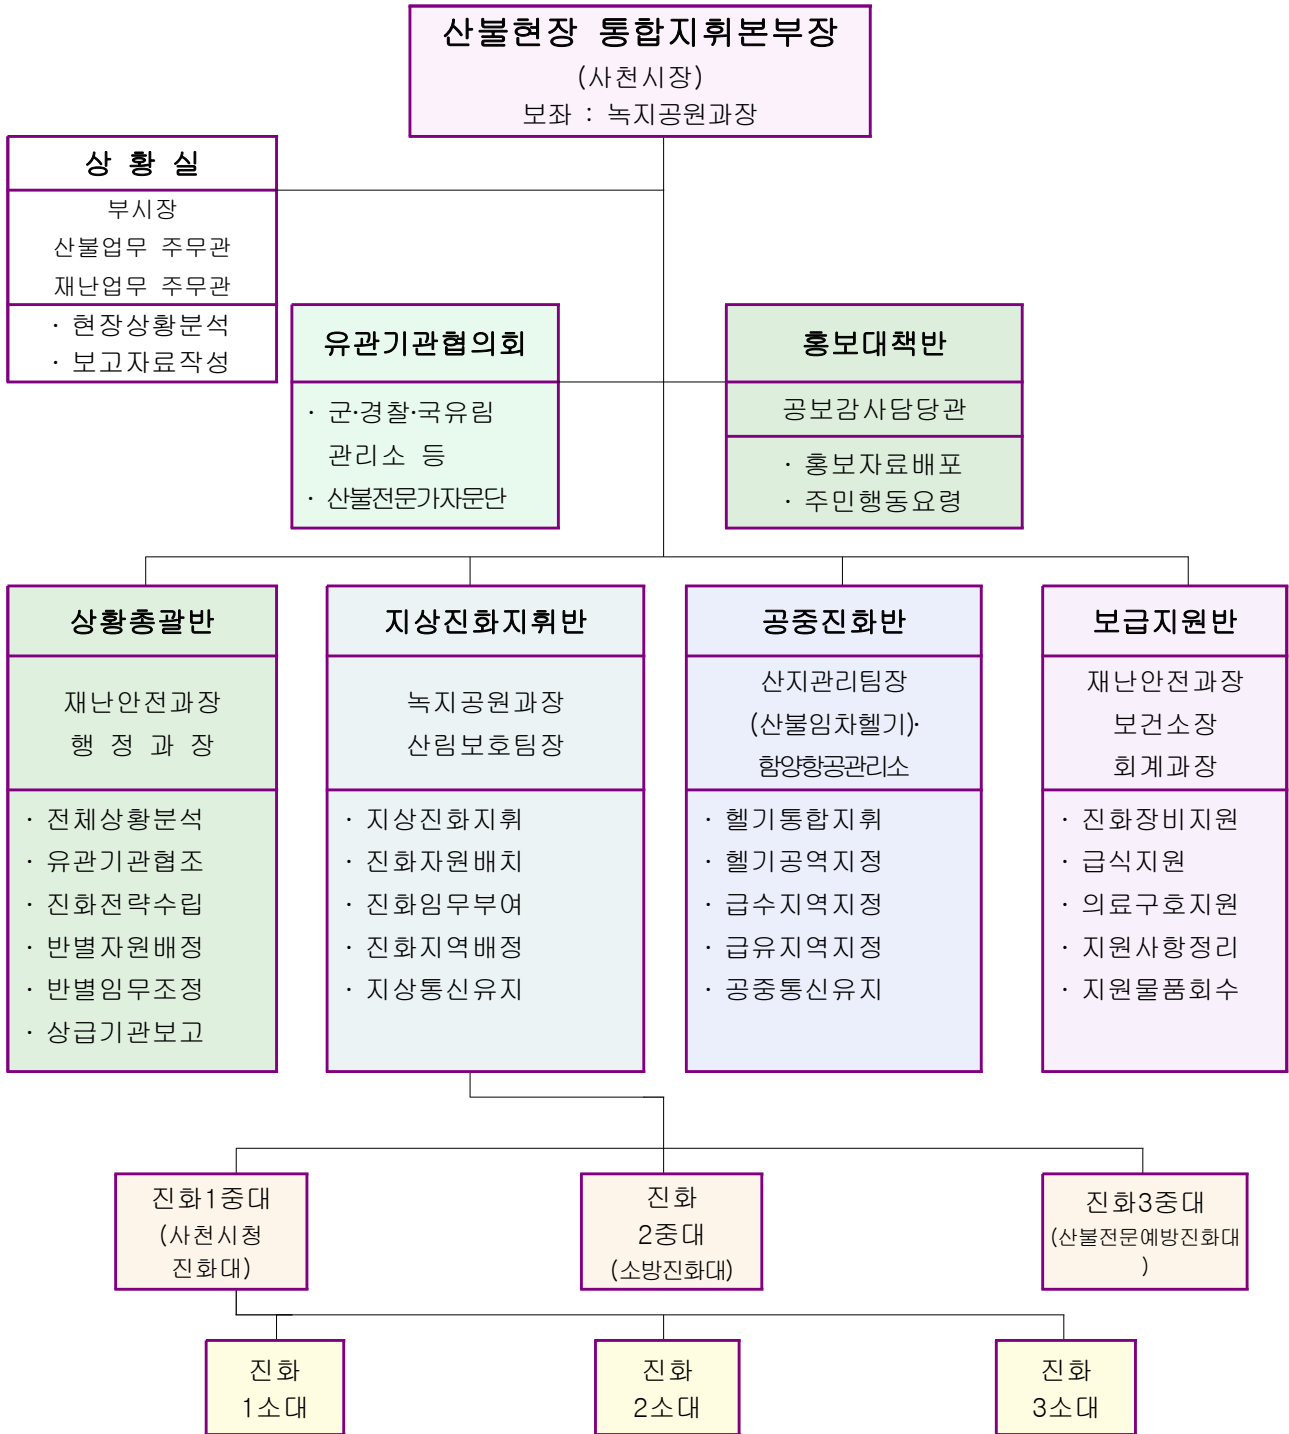 산불현장 통합지휘본부장
(사천시장)
보좌 : 녹지공원과장
상 황 실
부시장
산불업무 주무관
재난업무 주무관
· 현장상황분석
· 보고자료작성
유관기관협의회
· 군·경찰·국유림
관리소 등
· 산불전문가자문단
홍보대책반
공보감사담당관
· 홍보자료배포
· 주민행동요령
상황총괄반
재난안전과장
행 정 과 장
· 전체상황분석
· 유관기관협조
· 진화전략수립
· 반별자원배정
· 반별임무조정
· 상급기관보고
지상진화지휘반
녹지공원과장
산림보호팀장
· 지상진화지휘
· 진화자원배치
· 진화임무부여
· 진화지역배정
· 지상통신유지
공중진화반
산지관리팀장
(산불임차헬기)·
함양항공관리소
· 헬기통합지휘
· 헬기공역지정
· 급수지역지정
· 급유지역지정
· 공중통신유지
보급지원반
재난안전과장
보건소장
회계과장
· 진화장비지원
· 급식지원
· 의료구호지원
· 지원사항정리
· 지원물품회수
진화1중대
(사천시청
진화대)
진화
2중대
(소방진화대)
진화3중대
(산불전문예방진화대
)
진화
1소대
진화
2소대
진화
3소대